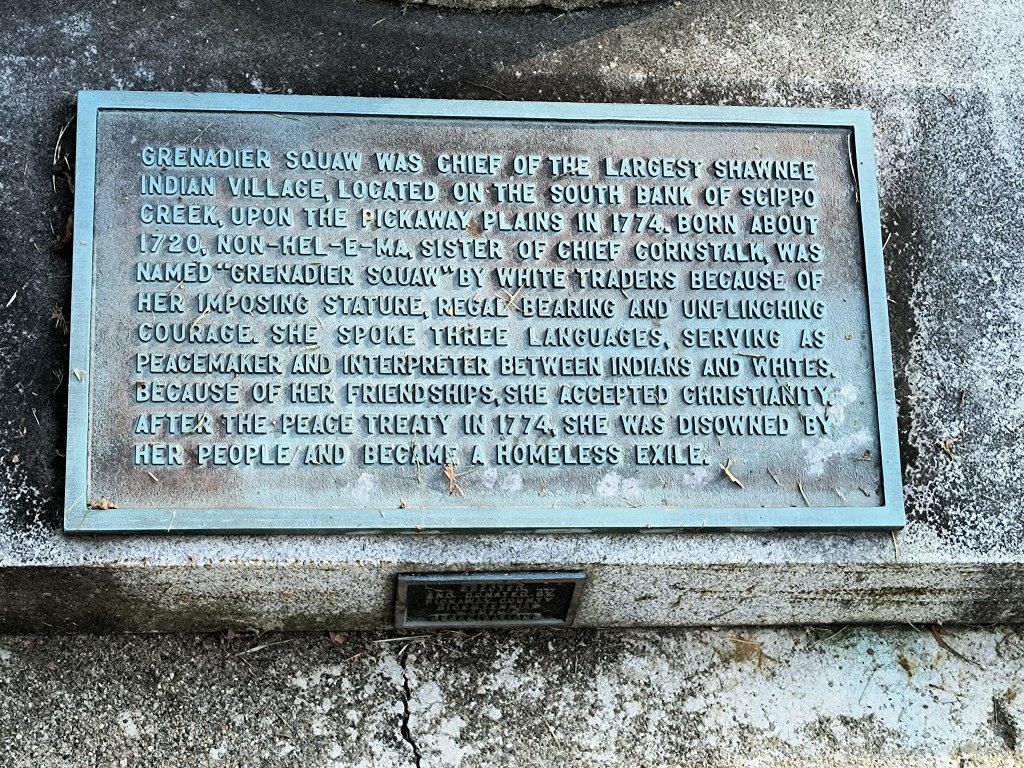 GRENADIER SQUAW WAS CHIEF OF THE LARGEST SHAWNEE
INDIAN VILLAGE, LOCATED ON THE SOUTH BANK OF SCIPPO
CREEK, UPON THE PICKAWAY PLAINS IN 1774. BORN ABOUT
1720, NON-HEL-E-MA, SISTER OF CHIEF CORNSTALK, WAS
NAMED "GRENADIER SQUAW" BY WHITE TRADERS BECAUSE OF
HER IMPOSING STATURE, REGAL BEARING AND UNFLINCHING
COURAGE. SHE SPOKE THREE LANGUAGES, SERVING AS
PEACEMAKER AND INTERPRETER BETWEEN INDIANS AND WHITES.
BECAUSE OF HER FRIENDSHIPS, SHE ACCEPTED CHRISTIANITY.
AFTER THE PEACE TREATY IN 1774, SHE WAS DISOWNED BY
HER PEOPLE AND BECAME A HOMELESS EXILE.
AND DONATED BY